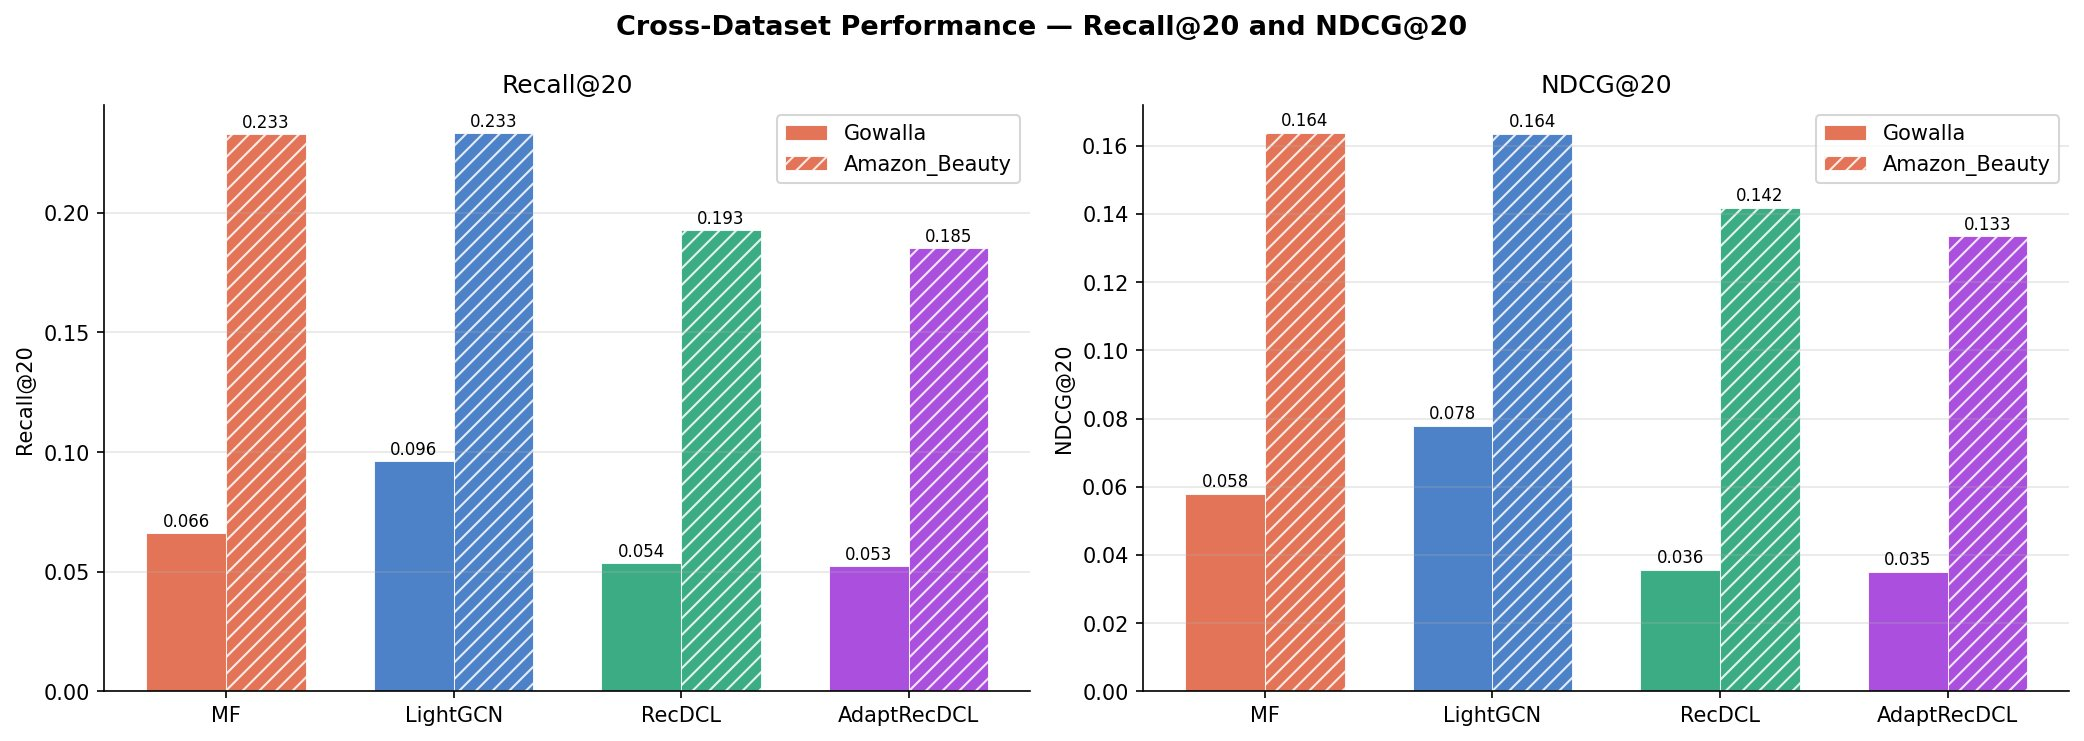 Cross-Dataset Performance — Recall@20 and NDCG@20
Recall@20
Recall@20
0.00
0.05
0.10
0.15
0.20
0.066
0.233
0.096
0.233
0.054
0.193
0.053
0.185
Gowalla
Amazon_Beauty
MF
LightGCN
RecDCL
AdaptRecDCL
NDCG@20
NDCG@20
0.00
0.02
0.04
0.06
0.08
0.10
0.12
0.14
0.16
0.058
0.164
0.078
0.164
0.036
0.142
0.035
0.133
Gowalla
Amazon_Beauty
MF
LightGCN
RecDCL
AdaptRecDCL